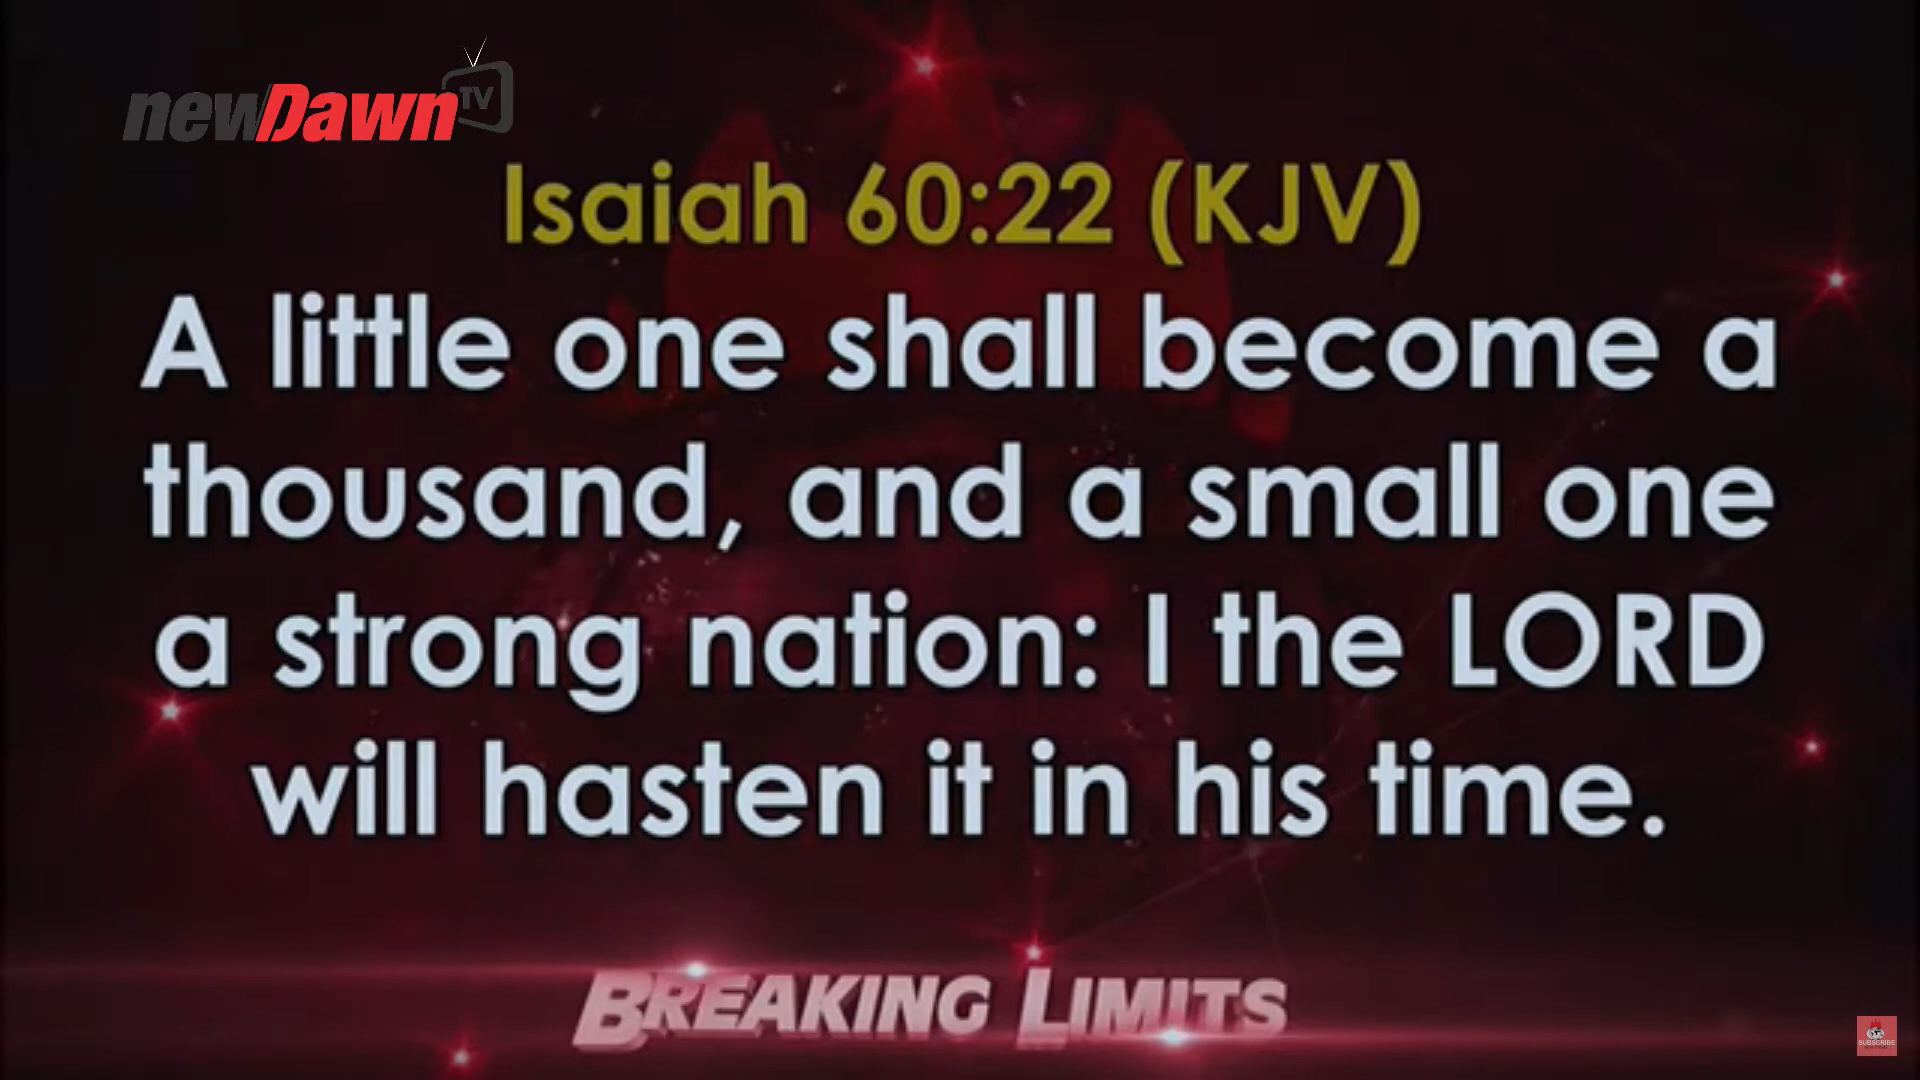 newDawn TV
Isaiah 60:22 (KJV)
A little one shall become a
thousand, and a small one
a strong nation: I the LORD
will hasten it in his time.
BREAKING LIMITS
SUBSCRIBE